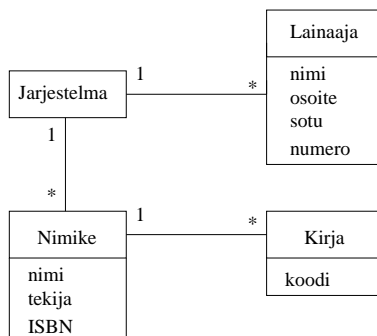 Lainaaja
nimi
osoite
sotu
numero
Jarjestelma
1
*
1
*
Nimike
nimi
tekija
ISBN
1
*
Kirja
koodi